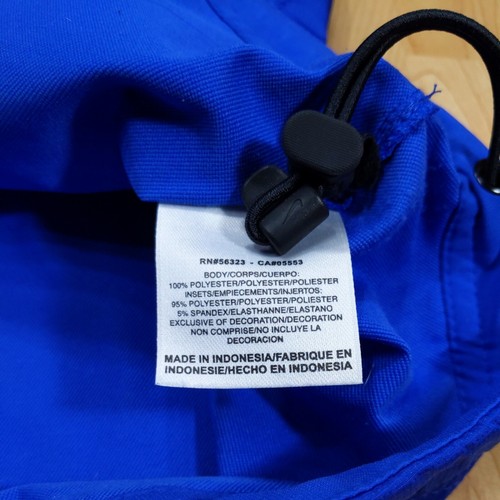 RN#56323 - CA#05553
BODY/CORPS/CUERPO:
100% POLYESTER/POLYESTER/POLIESTER
INSETS/EMPIECEMENTS/INJERTOS:
95% POLYESTER/POLYESTER/POLIESTER
5% SPANDEX/ELASTHANNE/ELASTANO
EXCLUSIVE OF DECORATION/DECORATION
NON COMPRISE/NO INCLUYE LA
DECORACION
MADE IN INDONESIA/FABRIQUE EN
INDONESIE/HECHO EN INDONESIA